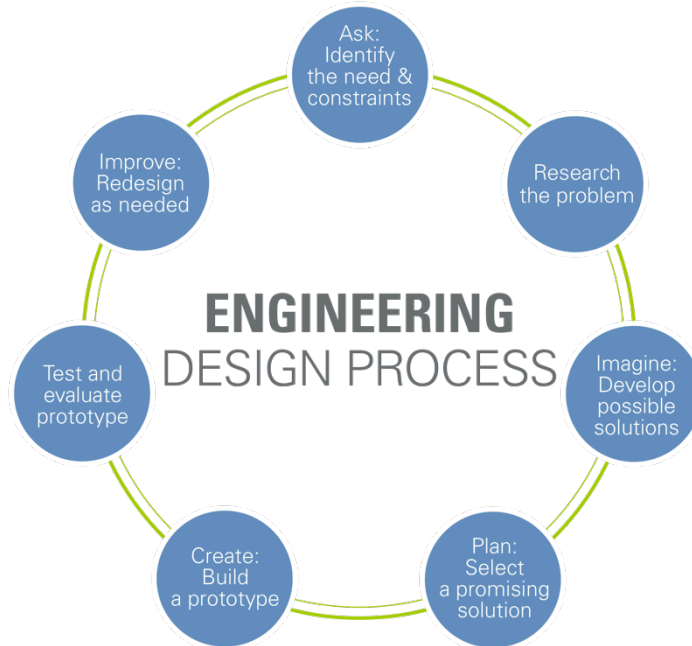 Ask:
Identify
the need &
constraints
Research
the problem
Imagine:
Develop
possible
solutions
Plan:
Select
a promising
solution
Create:
Build
a prototype
Test and
evaluate
prototype
Improve:
Redesign
as needed
ENGINEERING
DESIGN PROCESS